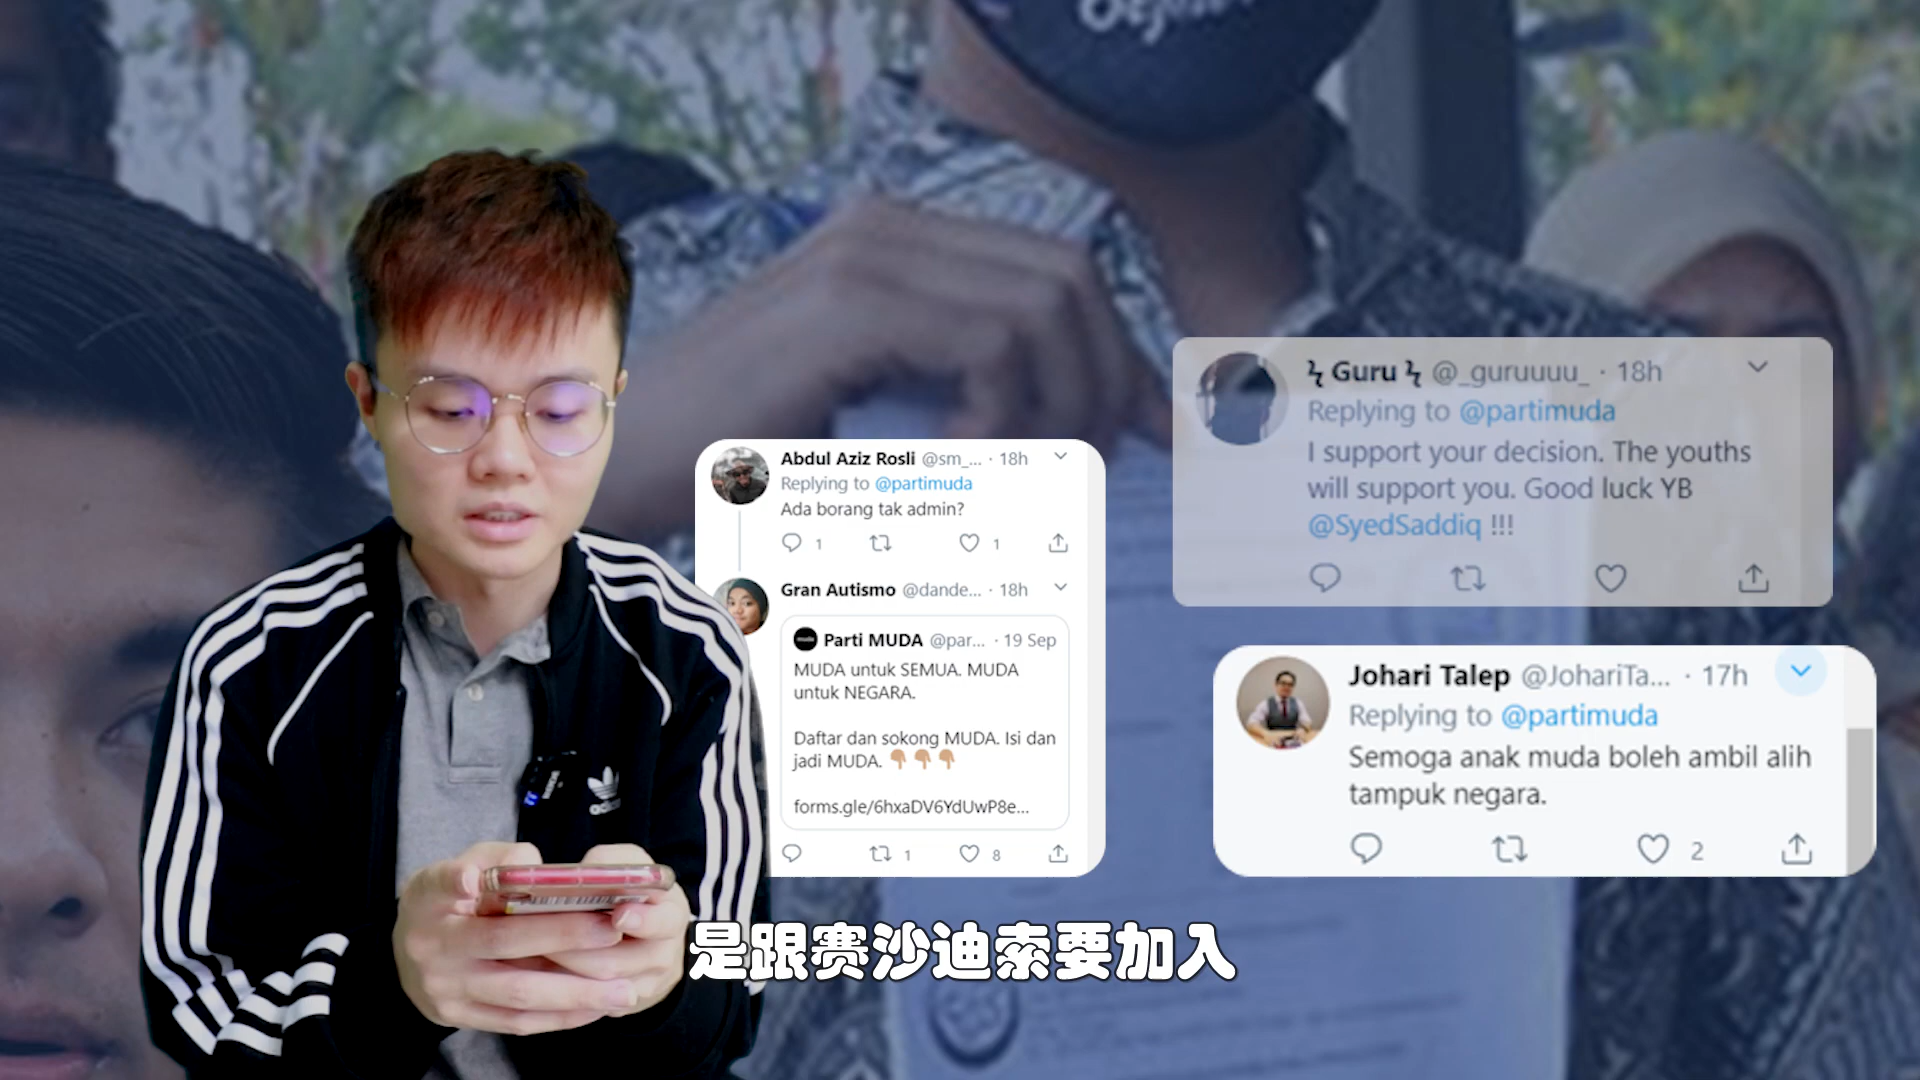 Abdul Aziz Rosli @sm_... · 18h
Replying to @partimuda
Ada borang tak admin?
1
1
Gran Autismo @dande... · 18h
Parti MUDA @par... · 19 Sep
MUDA untuk SEMUA. MUDA
untuk NEGARA.
Daftar dan sokong MUDA. Isi dan
jadi MUDA. 👇🏽👇🏽👇🏽
forms.gle/6hxaDV6YdUwP8e...
1
8
Guru @_guruuuu_ · 18h
Replying to @partimuda
I support your decision. The youths
will support you. Good luck YB
@SyedSaddiq !!!
Johari Talep @JohariTa... · 17h
Replying to @partimuda
Semoga anak muda boleh ambil alih
tampuk negara.
2
adidas
是跟赛沙迪索要加入